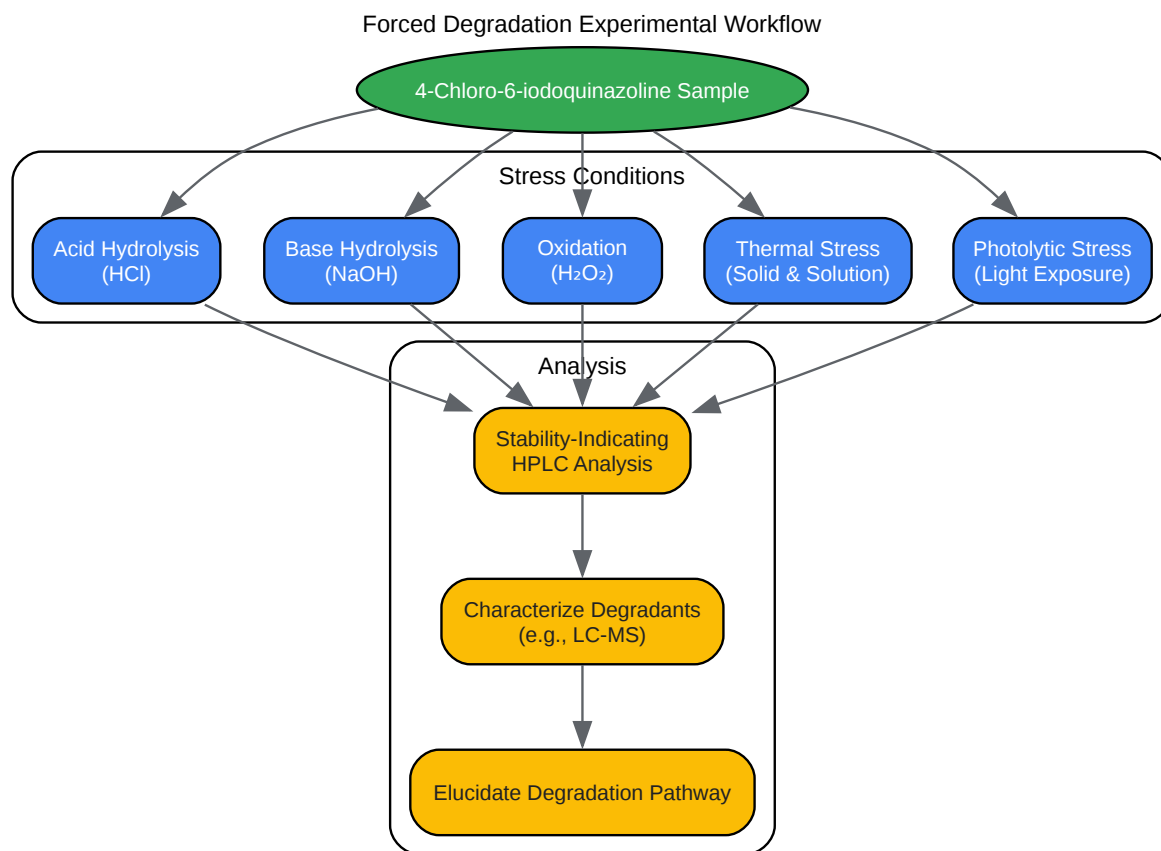 Forced Degradation Experimental Workflow
4-Chloro-6-iodoquinazoline Sample
Stress Conditions
Acid Hydrolysis
(HCl)
Base Hydrolysis
(NaOH)
Oxidation
(H₂O₂)
Thermal Stress
(Solid & Solution)
Photolytic Stress
(Light Exposure)
Analysis
Stability-Indicating
HPLC Analysis
Characterize Degradants
(e.g., LC-MS)
Elucidate Degradation Pathway